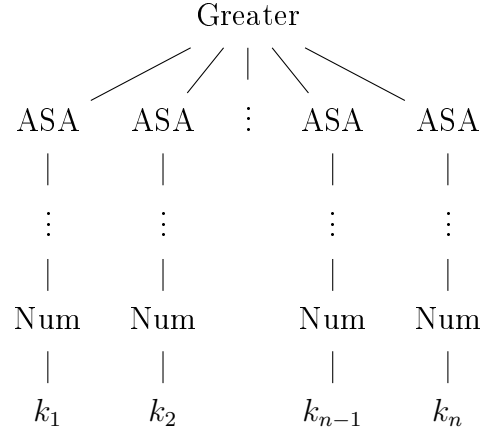 Greater
ASA ASA ⋮ ASA ASA
⋮ ⋮ ⋮ ⋮
Num Num Num Num
k₁ k₂ kₙ₋₁ kₙ